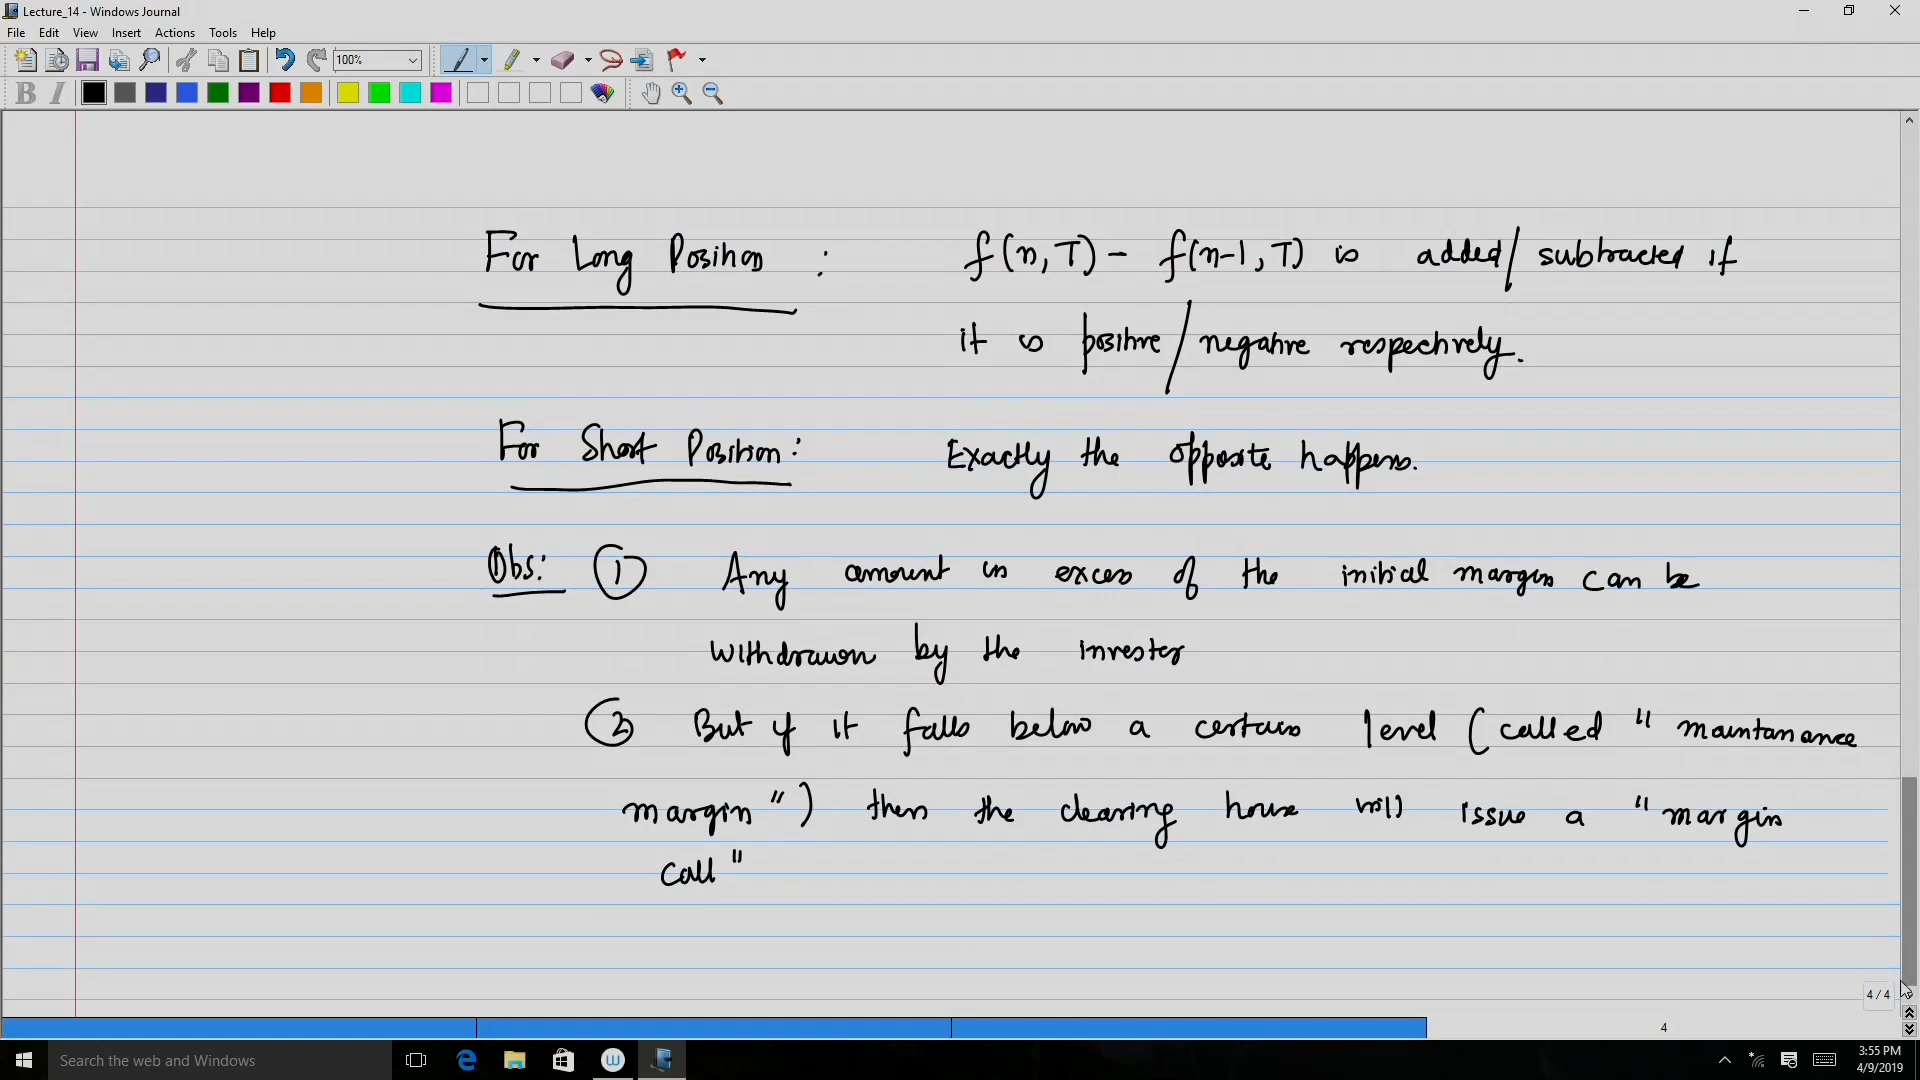 Lecture_14 - Windows Journal
File Edit View Insert Actions Tools Help
100%
B I
For Long Position : f(n,T) - f(n-1,T) is added/ subtracted if
it is positive/negative respectively.
For Short Position: Exactly the opposite happens.
Obs: ① Any amount in excess of the initial margin can be
withdrawn by the investor
② But if it falls below a certain level (called "maintanance
margin") then the clearing house will issue a "margin
call"
4 / 4
4
Search the web and Windows
3:55 PM
4/9/2019